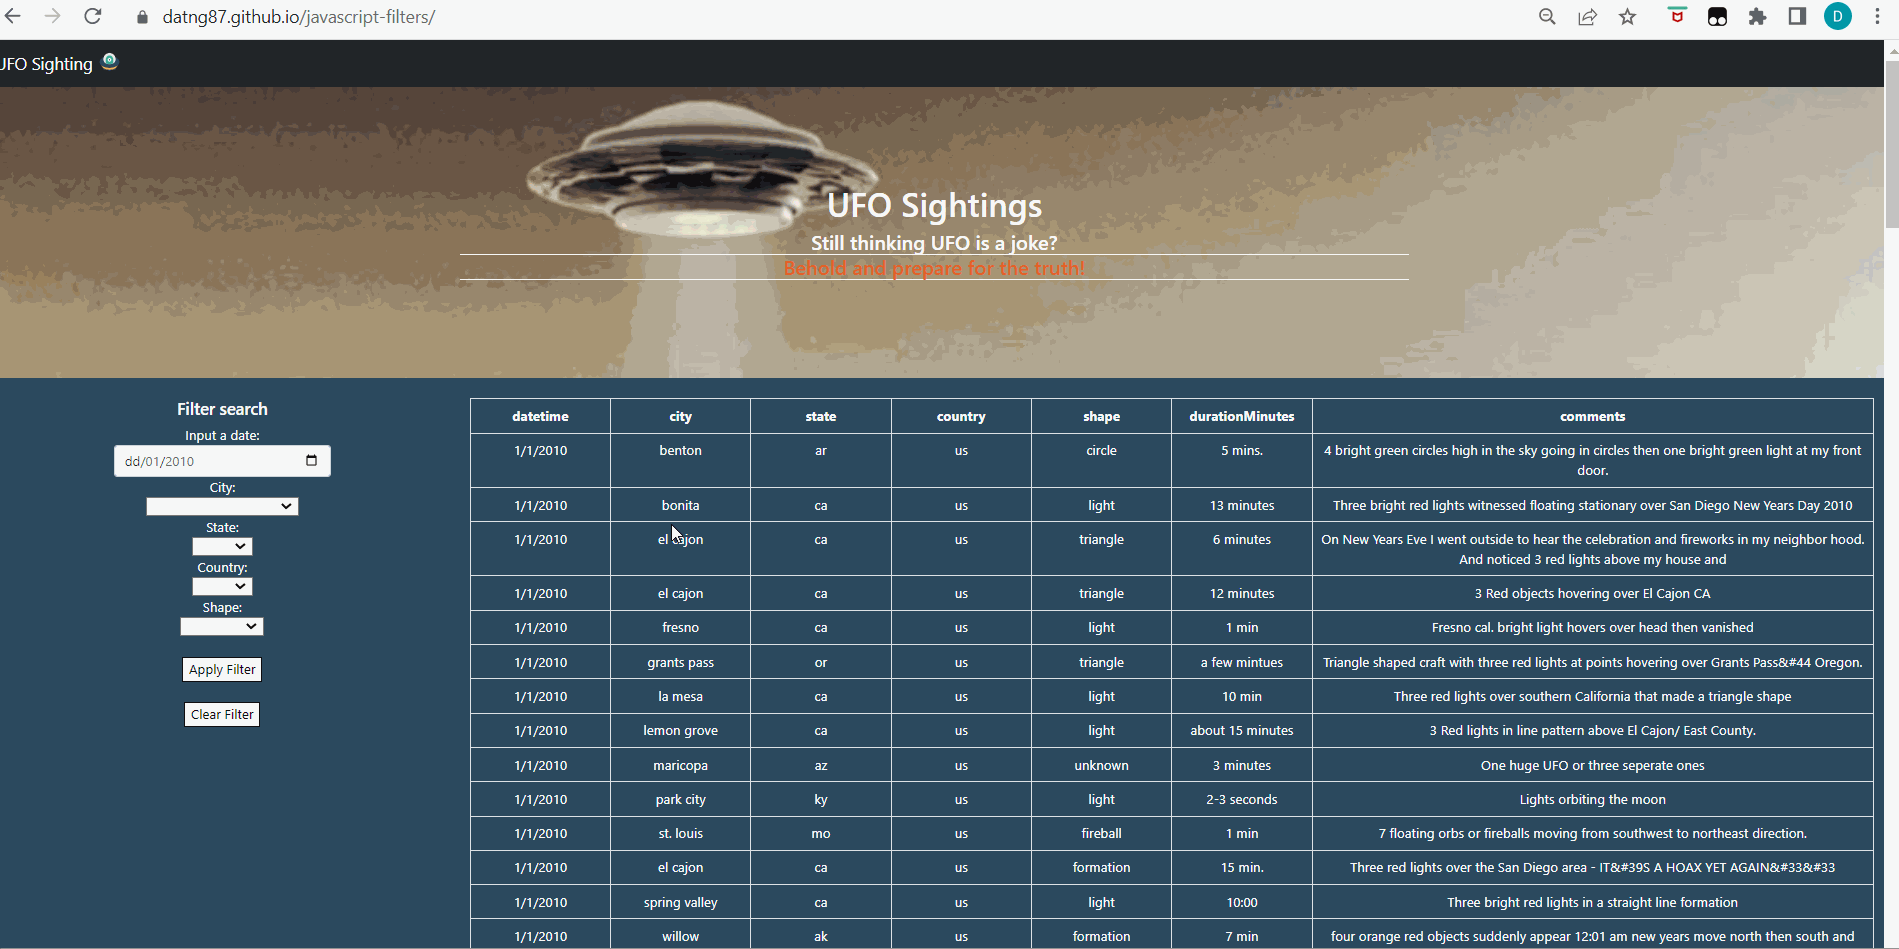 datng87.github.io/javascript-filters/
D
UFO Sighting
UFO Sightings
Still thinking UFO is a joke?
Behold and prepare for the truth!
Filter search
Input a date:
dd/01/2010
City:
State:
Country:
Shape:
Apply Filter
Clear Filter
datetime city state country shape durationMinutes comments
1/1/2010 benton ar us circle 5 mins. 4 bright green circles high in the sky going in circles then one bright green light at my front
door.
1/1/2010 bonita ca us light 13 minutes Three bright red lights witnessed floating stationary over San Diego New Years Day 2010
1/1/2010 el cajon ca us triangle 6 minutes On New Years Eve I went outside to hear the celebration and fireworks in my neighbor hood.
And noticed 3 red lights above my house and
1/1/2010 el cajon ca us triangle 12 minutes 3 Red objects hovering over El Cajon CA
1/1/2010 fresno ca us light 1 min Fresno cal. bright light hovers over head then vanished
1/1/2010 grants pass or us triangle a few mintues Triangle shaped craft with three red lights at points hovering over Grants Pass&#44 Oregon.
1/1/2010 la mesa ca us light 10 min Three red lights over southern California that made a triangle shape
1/1/2010 lemon grove ca us light about 15 minutes 3 Red lights in line pattern above El Cajon/ East County.
1/1/2010 maricopa az us unknown 3 minutes One huge UFO or three seperate ones
1/1/2010 park city ky us light 2-3 seconds Lights orbiting the moon
1/1/2010 st. louis mo us fireball 1 min 7 floating orbs or fireballs moving from southwest to northeast direction.
1/1/2010 el cajon ca us formation 15 min. Three red lights over the San Diego area - IT&#39S A HOAX YET AGAIN&#33&#33
1/1/2010 spring valley ca us light 10:00 Three bright red lights in a straight line formation
1/1/2010 willow ak us formation 7 min four orange red objects suddenly appear 12:01 am new years move north then south and